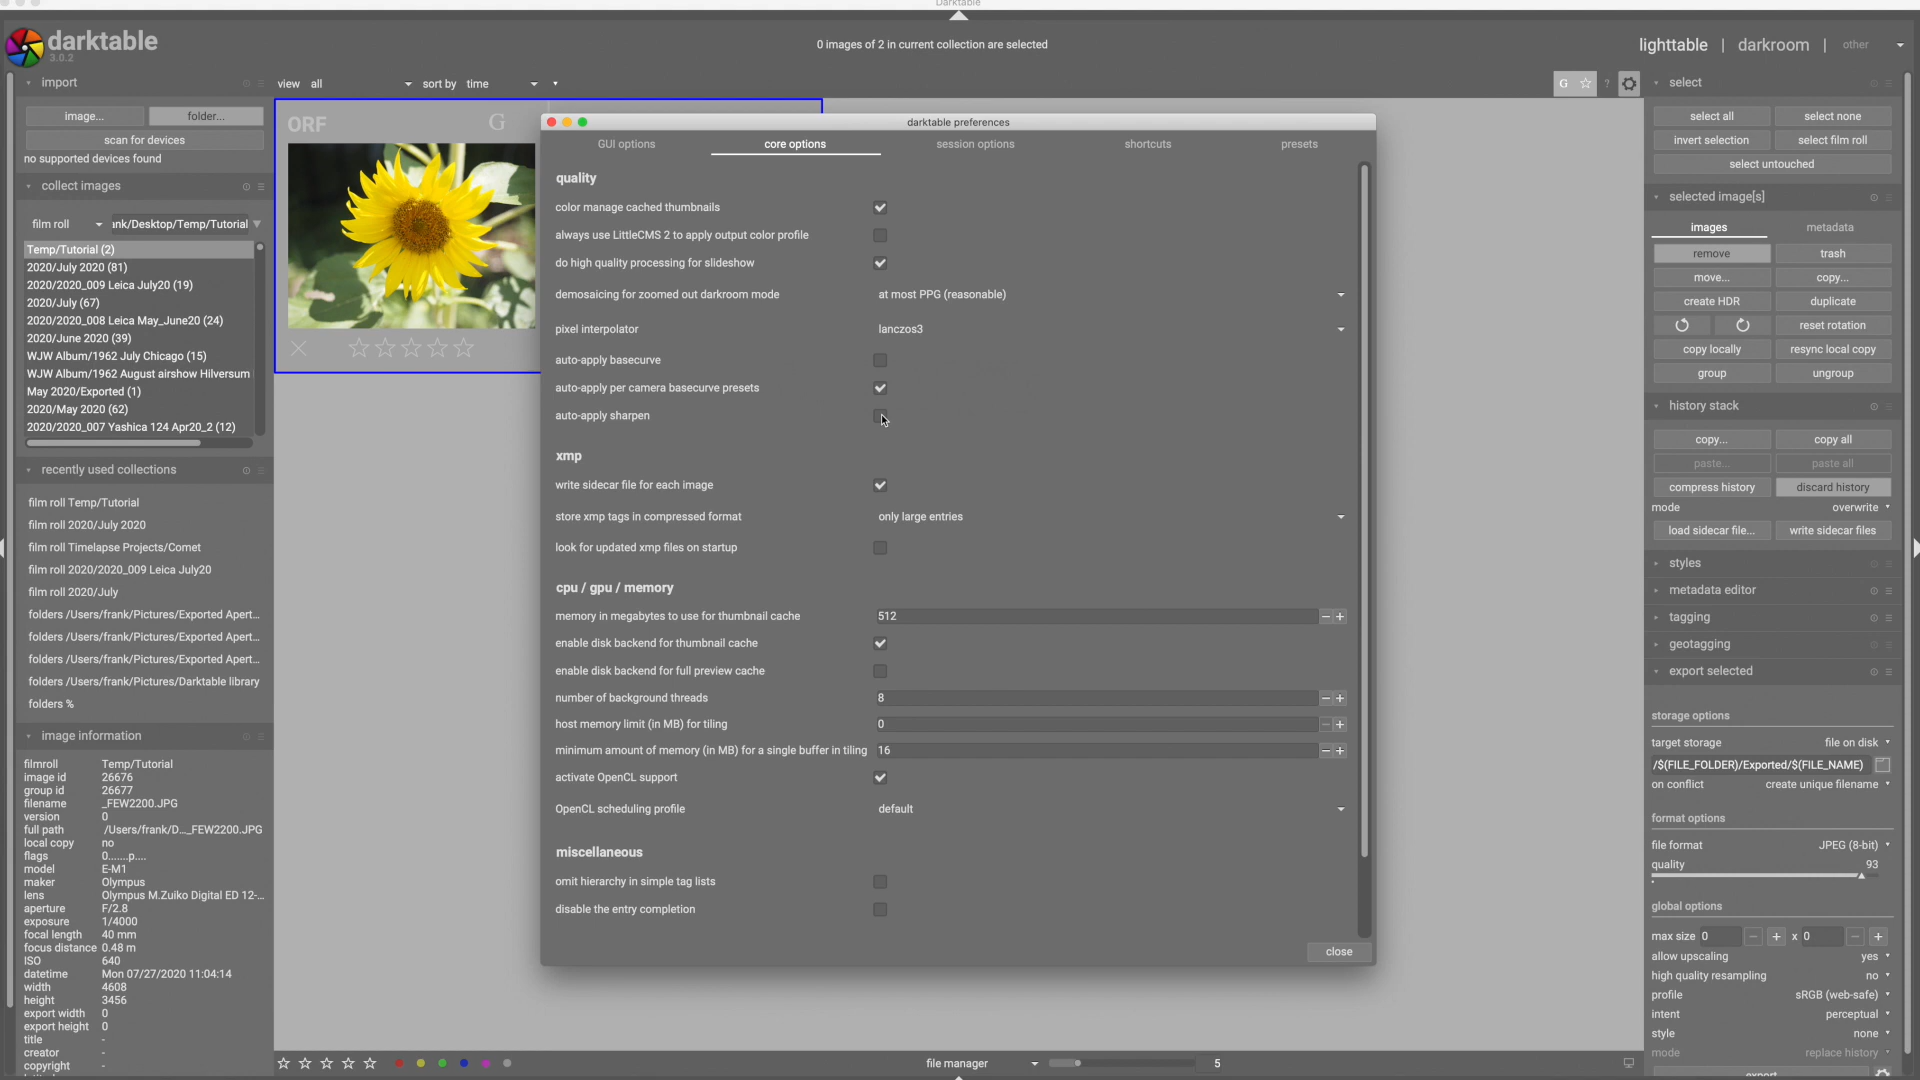 Darktable
darktable
3.0.2
0 images of 2 in current collection are selected
lighttable | darkroom | other
import
image...
folder...
scan for devices
no supported devices found
collect images
film roll
ank/Desktop/Temp/Tutorial
Temp/Tutorial (2)
2020/July 2020 (81)
2020/2020_009 Leica July20 (19)
2020/July (67)
2020/2020_008 Leica May_June20 (24)
2020/June 2020 (39)
WJW Album/1962 July Chicago (15)
WJW Album/1962 August airshow Hilversum
May 2020/Exported (1)
2020/May 2020 (62)
2020/2020_007 Yashica 124 Apr20_2 (12)
recently used collections
film roll Temp/Tutorial
film roll 2020/July 2020
film roll Timelapse Projects/Comet
film roll 2020/2020_009 Leica July20
film roll 2020/July
folders /Users/frank/Pictures/Exported Apert...
folders /Users/frank/Pictures/Exported Apert...
folders /Users/frank/Pictures/Exported Apert...
folders /Users/frank/Pictures/Darktable library
folders %
image information
filmroll Temp/Tutorial
image id 26676
group id 26677
filename _FEW2200.JPG
version 0
full path /Users/frank/D..._FEW2200.JPG
local copy no
flags 0.......p....
model E-M1
maker Olympus
lens Olympus M.Zuiko Digital ED 12-...
aperture F/2.8
exposure 1/4000
focal length 40 mm
focus distance 0.48 m
ISO 640
datetime Mon 07/27/2020 11:04:14
width 4608
height 3456
export width 0
export height 0
title -
creator -
copyright -
view all
sort by time
G
?
ORF
G
darktable preferences
GUI options
core options
session options
shortcuts
presets
quality
color manage cached thumbnails
always use LittleCMS 2 to apply output color profile
do high quality processing for slideshow
demosaicing for zoomed out darkroom mode at most PPG (reasonable)
pixel interpolator lanczos3
auto-apply basecurve
auto-apply per camera basecurve presets
auto-apply sharpen
xmp
write sidecar file for each image
store xmp tags in compressed format only large entries
look for updated xmp files on startup
cpu / gpu / memory
memory in megabytes to use for thumbnail cache 512
enable disk backend for thumbnail cache
enable disk backend for full preview cache
number of background threads 8
host memory limit (in MB) for tiling 0
minimum amount of memory (in MB) for a single buffer in tiling 16
activate OpenCL support
OpenCL scheduling profile default
miscellaneous
omit hierarchy in simple tag lists
disable the entry completion
close
file manager
5
select
select all
select none
invert selection
select film roll
select untouched
selected image[s]
images
metadata
remove
trash
move...
copy...
create HDR
duplicate
reset rotation
copy locally
resync local copy
group
ungroup
history stack
copy...
copy all
paste...
paste all
compress history
discard history
mode overwrite
load sidecar file...
write sidecar files
styles
metadata editor
tagging
geotagging
export selected
storage options
target storage file on disk
/$(FILE_FOLDER)/Exported/$(FILE_NAME)
on conflict create unique filename
format options
file format JPEG (8-bit)
quality 93
global options
max size 0 - + x 0 - +
allow upscaling yes
high quality resampling no
profile sRGB (web-safe)
intent perceptual
style none
mode replace history
export